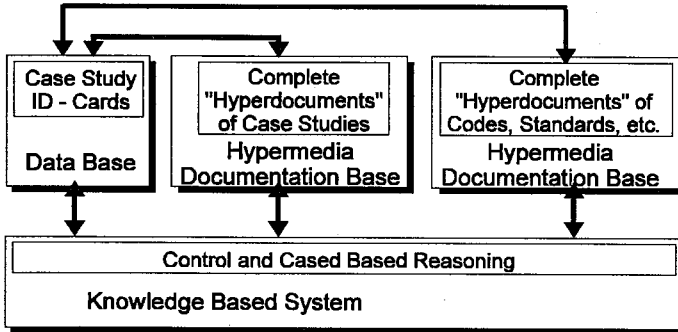 Case Study
ID - Cards
Data Base
Complete
"Hyperdocuments"
of Case Studies
Hypermedia
Documentation Base
Complete
"Hyperdocuments" of
Codes, Standards, etc.
Hypermedia
Documentation Base
Control and Cased Based Reasoning
Knowledge Based System